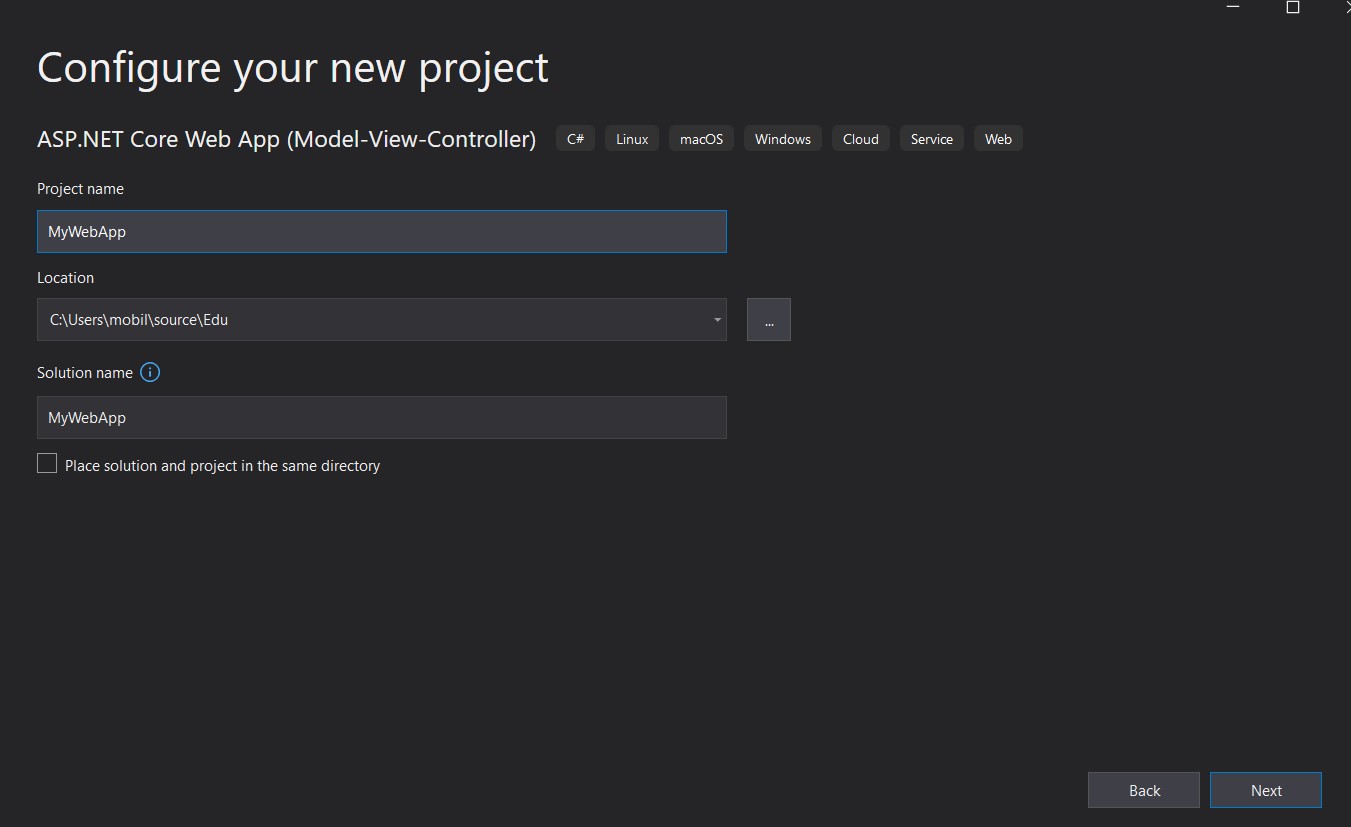 Configure your new project
ASP.NET Core Web App (Model-View-Controller) C# Linux macOS Windows Cloud Service Web
Project name
MyWebApp
Location
C:\Users\mobil\source\Edu
...
Solution name
MyWebApp
Place solution and project in the same directory
Back Next